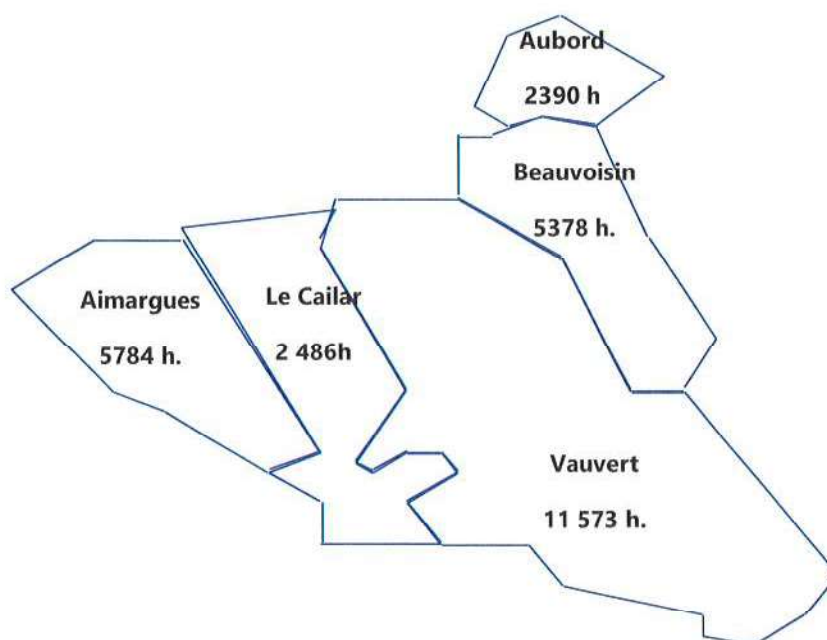 Aubord
2390 h
Beauvoisin
5378 h.
Aimargues
5784 h.
Le Cailar
2 486h
Vauvert
11 573 h.